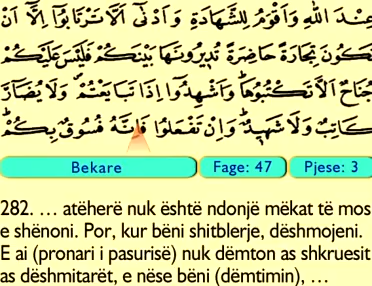 عِنْدَ اللّٰهِ وَاَقْوَمُ لِلشَّهَادَةِ وَاَدْنٰٓى اَلَّا تَرْتَابُٓوا اِلَّٓا اَنْ
تَكُونَ تِجَارَةً حَاضِرَةً تُد۪يرُونَهَا بَيْنَكُمْ فَلَيْسَ عَلَيْكُمْ
جُنَاحٌ اَلَّا تَكْتُبُوهَاۜ وَاَشْهِدُٓوا اِذَا تَبَايَعْتُمْۖ وَلَا يُضَٓارَّ
كَاتِبٌ وَلَا شَه۪يدٌۜ وَاِنْ تَفْعَلُوا فَاِنَّهُ فُسُوقٌ بِكُمْۜ
Bekare Fage: 47 Pjese: 3
282. … atëherë nuk është ndonjë mëkat të mos
e shënoni. Por, kur bëni shitblerje, dëshmojeni.
E ai (pronari i pasurisë) nuk dëmton as shkruesit
as dëshmitarët, e nëse bëni (dëmtimin), …